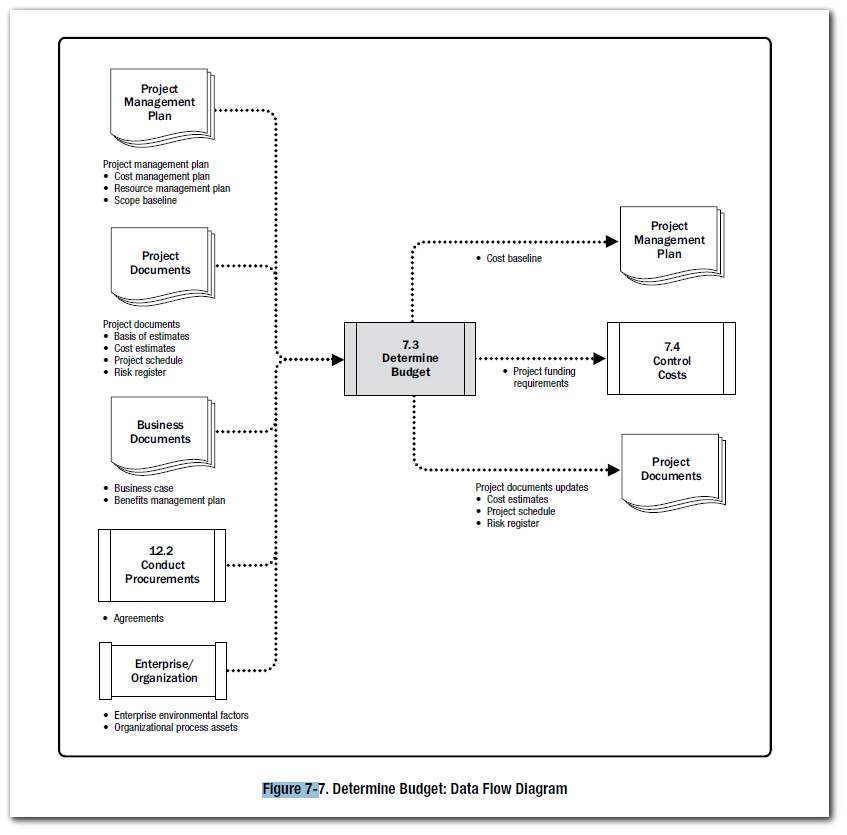 Project
Management
Plan
Project management plan
• Cost management plan
• Resource management plan
• Scope baseline
Project
Documents
Project documents
• Basis of estimates
• Cost estimates
• Project schedule
• Risk register
Business
Documents
• Business case
• Benefits management plan
12.2
Conduct
Procurements
• Agreements
Enterprise/
Organization
• Enterprise environmental factors
• Organizational process assets
7.3
Determine
Budget
• Cost baseline
Project
Management
Plan
• Project funding
requirements
7.4
Control
Costs
Project documents updates
• Cost estimates
• Project schedule
• Risk register
Project
Documents
Figure 7-7. Determine Budget: Data Flow Diagram